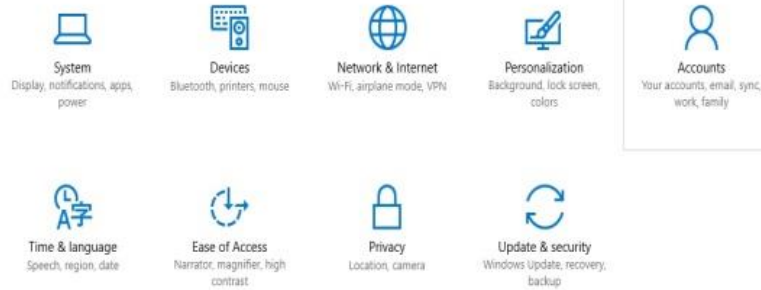 System
Display, notifications, apps,
power
Devices
Bluetooth, printers, mouse
Network & Internet
Wi-Fi, airplane mode, VPN
Personalization
Background, lock screen,
colors
Accounts
Your accounts, email, sync,
work, family
A字
Time & language
Speech, region, date
Ease of Access
Narrator, magnifier, high
contrast
Privacy
Location, camera
Update & security
Windows Update, recovery,
backup